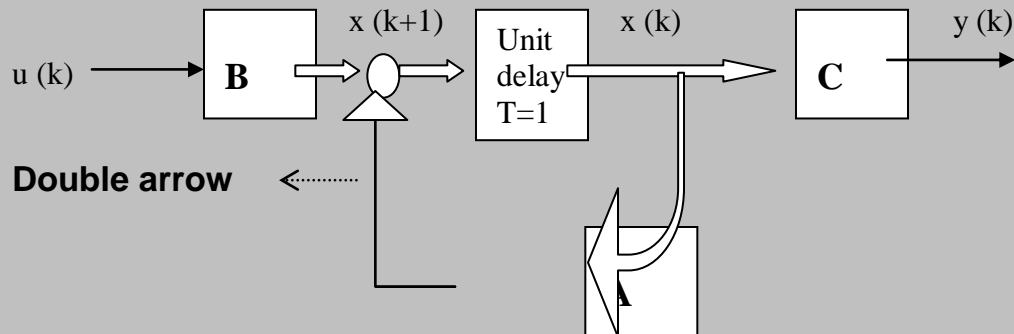 x (k+1)
x (k)
y (k)
u (k)
B
Unit
delay
T=1
C
Double arrow
A